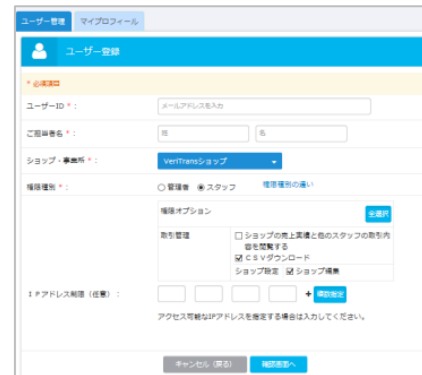 ユーザー管理 マイプロフィール
ユーザー登録
* 必須項目
ユーザーID * :
メールアドレスを入力
ご担当者名 * :
姓 名
ショップ・事業所 * :
VeriTransショップ
権限種別 * :
管理者 スタッフ 権限種別の違い
権限オプション 全選択
取引管理 ショップの売上実績と他のスタッフの取引内
容を閲覧する
CSVダウンロード
ショップ設定 ショップ編集
IPアドレス制限（任意）:
+ 複数指定
アクセス可能なIPアドレスを指定する場合は入力してください。
キャンセル（戻る） 確認画面へ